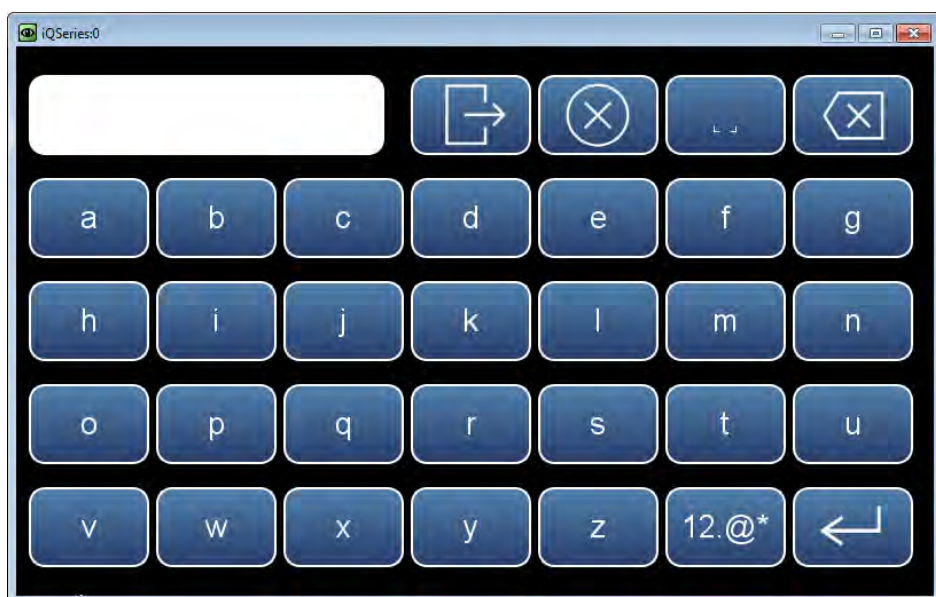 iQSeries:0
a b c d e f g
h i j k l m n
o p q r s t u
v w x y z 12.@*